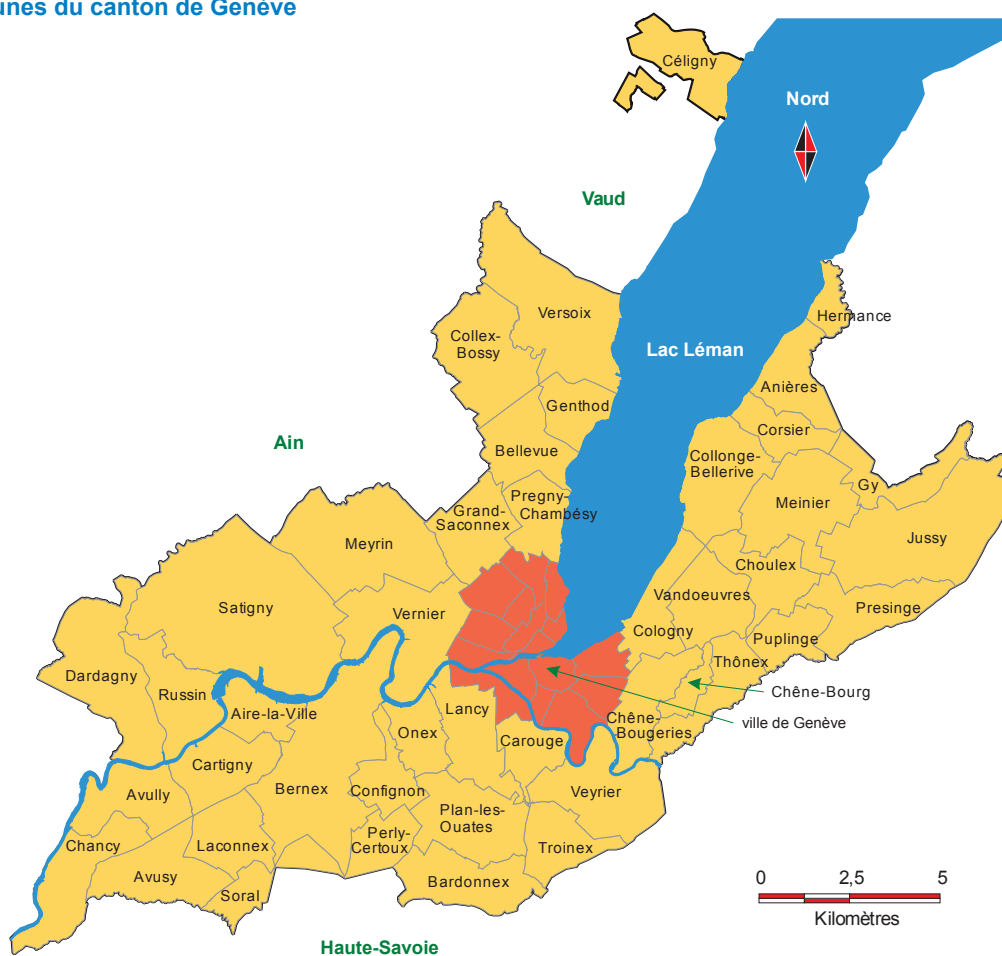 unes du canton de Genève
Céligny
Nord
Vaud
Versoix
Hermance
Collex-
Bossy
Lac Léman
Anières
Genthod
Corsier
Ain
Bellevue
Collonge-
Bellerive
Gy
Pregny-
Chambésy
Meinier
Grand-
Saconnex
Jussy
Meyrin
Choulex
Vandoeuvres
Satigny
Presinge
Vernier
Cologny
Puplinge
Thônex
Dardagny
Russin
Chêne-Bourg
Aire-la-Ville
Lancy
Chêne-
Bougeries
ville de Genève
Onex
Carouge
Cartigny
Bernex
Confignon
Veyrier
Avully
Plan-les-
Ouates
Perly-
Certoux
Chancy
Laconnex
Troinex
Avusy
Bardonnex
Soral
0 2,5 5
Kilomètres
Haute-Savoie